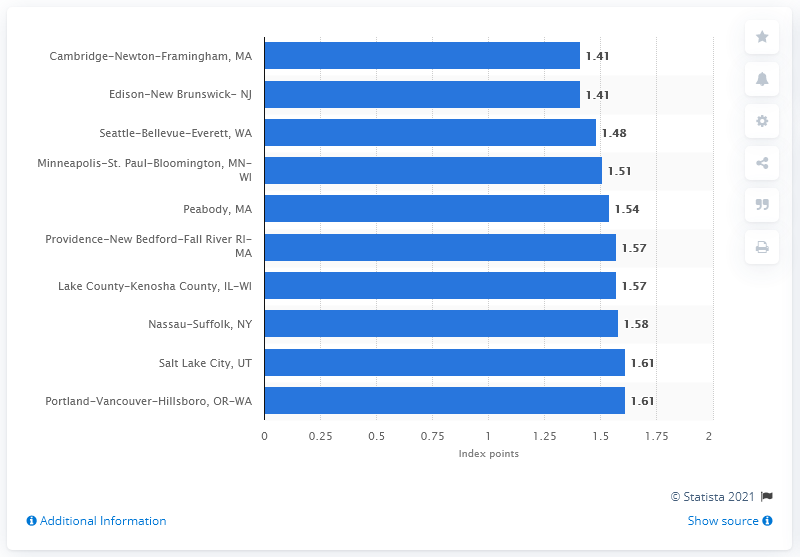 Cambridge-Newton-Framingham, MA 1.41
Edison-New Brunswick- NJ 1.41
Seattle-Bellevue-Everett, WA 1.48
Minneapolis-St. Paul-Bloomington, MN-
WI 1.51
Peabody, MA 1.54
Providence-New Bedford-Fall River RI-
MA 1.57
Lake County-Kenosha County, IL-WI 1.57
Nassau-Suffolk, NY 1.58
Salt Lake City, UT 1.61
Portland-Vancouver-Hillsboro, OR-WA 1.61
0 0.25 0.5 0.75 1 1.25 1.5 1.75 2
Index points
© Statista 2021
Additional Information Show source